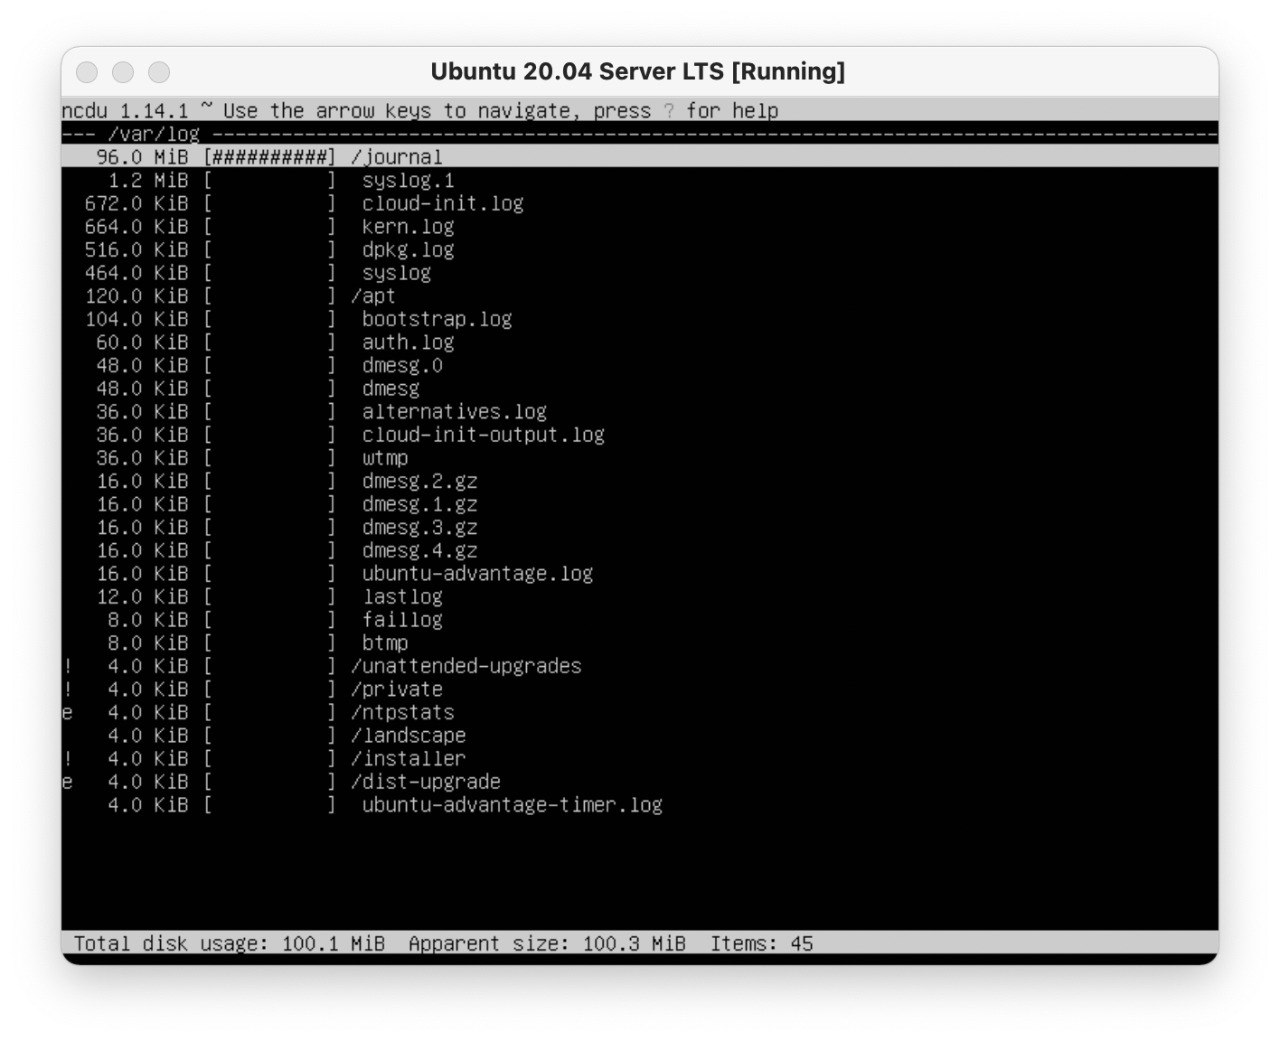 Ubuntu 20.04 Server LTS [Running]
ncdu 1.14.1 ~ Use the arrow keys to navigate, press ? for help
--- /var/log ---------------------------------------------------------------------------------------
96.0 MiB [##########] /journal
1.2 MiB [          ]  syslog.1
672.0 KiB [          ]  cloud-init.log
664.0 KiB [          ]  kern.log
516.0 KiB [          ]  dpkg.log
464.0 KiB [          ]  syslog
120.0 KiB [          ] /apt
104.0 KiB [          ]  bootstrap.log
60.0 KiB [          ]  auth.log
48.0 KiB [          ]  dmesg.0
48.0 KiB [          ]  dmesg
36.0 KiB [          ]  alternatives.log
36.0 KiB [          ]  cloud-init-output.log
36.0 KiB [          ]  wtmp
16.0 KiB [          ]  dmesg.2.gz
16.0 KiB [          ]  dmesg.1.gz
16.0 KiB [          ]  dmesg.3.gz
16.0 KiB [          ]  dmesg.4.gz
16.0 KiB [          ]  ubuntu-advantage.log
12.0 KiB [          ]  lastlog
8.0 KiB [          ]  faillog
8.0 KiB [          ]  btmp
!   4.0 KiB [          ] /unattended-upgrades
!   4.0 KiB [          ] /private
e   4.0 KiB [          ] /ntpstats
4.0 KiB [          ] /landscape
!   4.0 KiB [          ] /installer
e   4.0 KiB [          ] /dist-upgrade
4.0 KiB [          ]  ubuntu-advantage-timer.log
Total disk usage: 100.1 MiB  Apparent size: 100.3 MiB  Items: 45